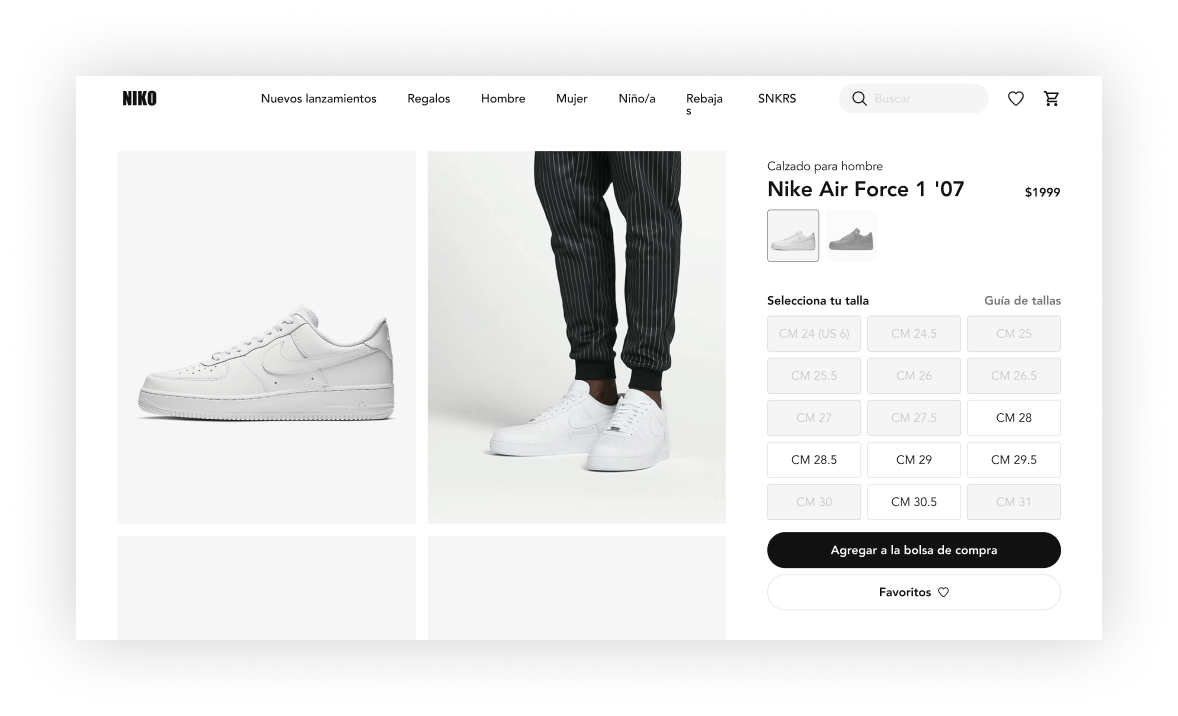 NIKO
Nuevos lanzamientos
Regalos
Hombre
Mujer
Niño/a
Rebaja
s
SNKRS
Buscar
Calzado para hombre
Nike Air Force 1 '07
$1999
Selecciona tu talla
Guía de tallas
CM 24 (US 6)
CM 24.5
CM 25
CM 25.5
CM 26
CM 26.5
CM 27
CM 27.5
CM 28
CM 28.5
CM 29
CM 29.5
CM 30
CM 30.5
CM 31
Agregar a la bolsa de compra
Favoritos